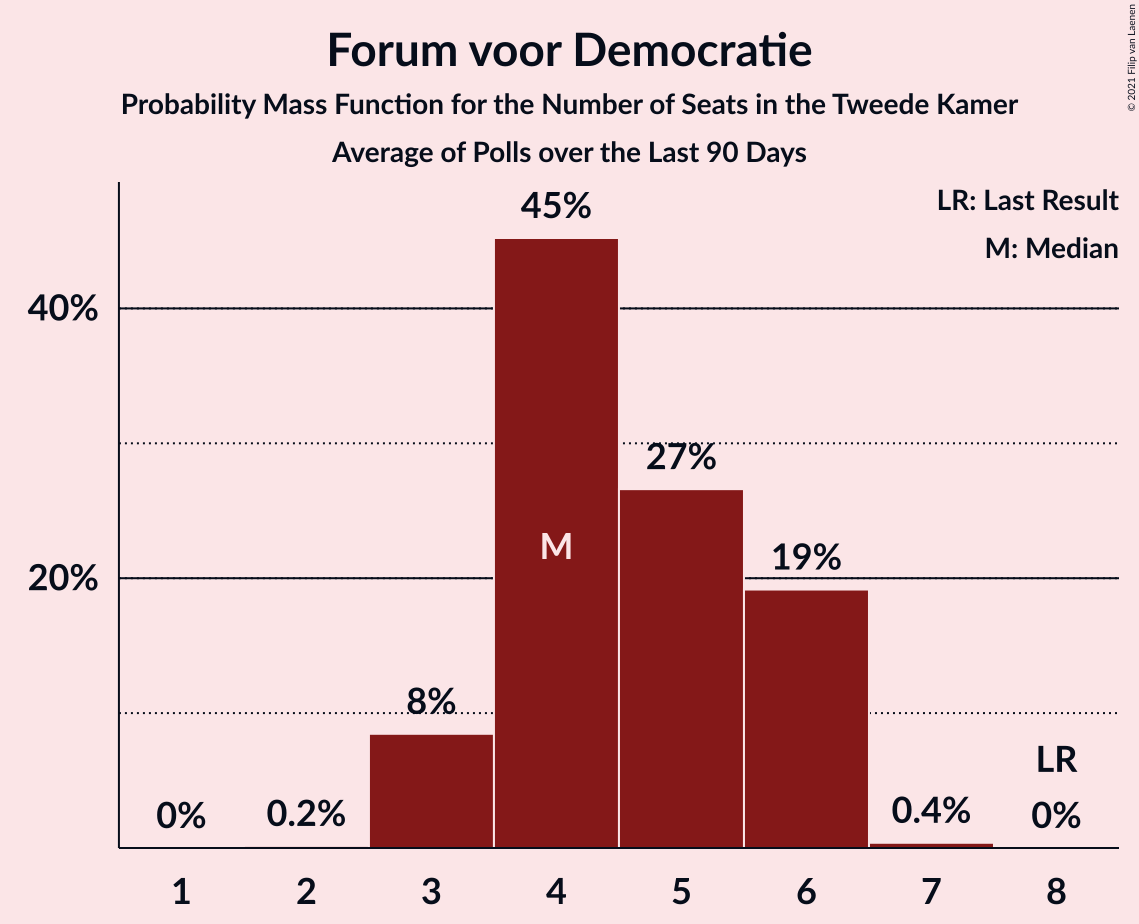 © 2021 Filip van Laenen
Forum voor Democratie
Probability Mass Function for the Number of Seats in the Tweede Kamer
Average of Polls over the Last 90 Days
LR: Last Result
M: Median
45%
40%
27%
M
19%
20%
8%
LR
0%
0.2%
0.4%
0%
1 2 3 4 5 6 7 8